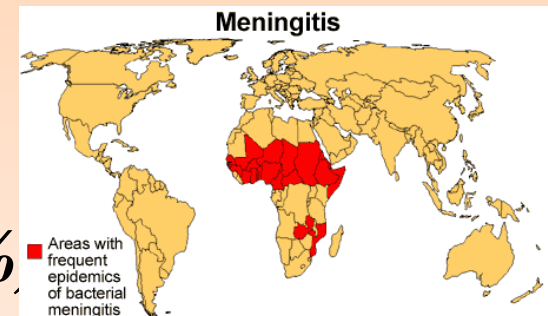 Meningitis
%,
Areas with
frequent
epidemics
of bacterial
meningitis